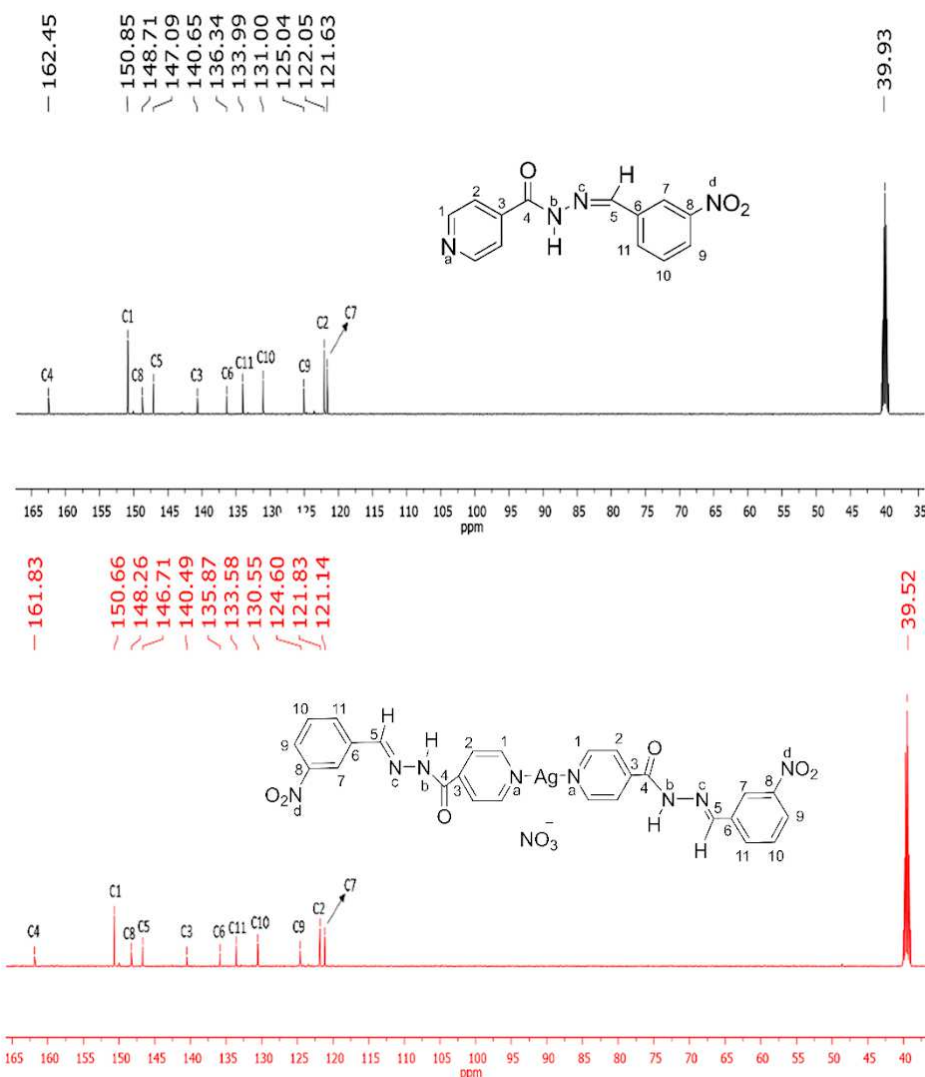 162.45
150.85
148.71
147.09
140.65
136.34
133.99
131.00
125.04
122.05
121.63
39.93
O
H
d
NO₂
1
2
3
4
N
a
b
N
H
c
N
5
6
7
8
9
10
11
C4
C1
C8
C5
C3
C6
C11
C10
C9
C2
C7
165 160 155 150 145 140 135 130 125 120 115 110 105 100 95 90 85 80 75 70 65 60 55 50 45 40 35
ppm
161.83
150.66
148.26
146.71
140.49
135.87
133.58
130.55
124.60
121.83
121.14
39.52
10
11
9
8
7
6
5
H
O₂N
d
N
c
H
N
b
4
O
3
2
1
N
a
Ag
N
a
1
2
3
O
4
N
b
H
N
c
5
H
6
7
8
9
10
11
d
NO₂
NO₃⁻
C4
C1
C8
C5
C3
C6
C11
C10
C9
C2
C7
165 160 155 150 145 140 135 130 125 120 115 110 105 100 95 90 85 80 75 70 65 60 55 50 45 40
ppm